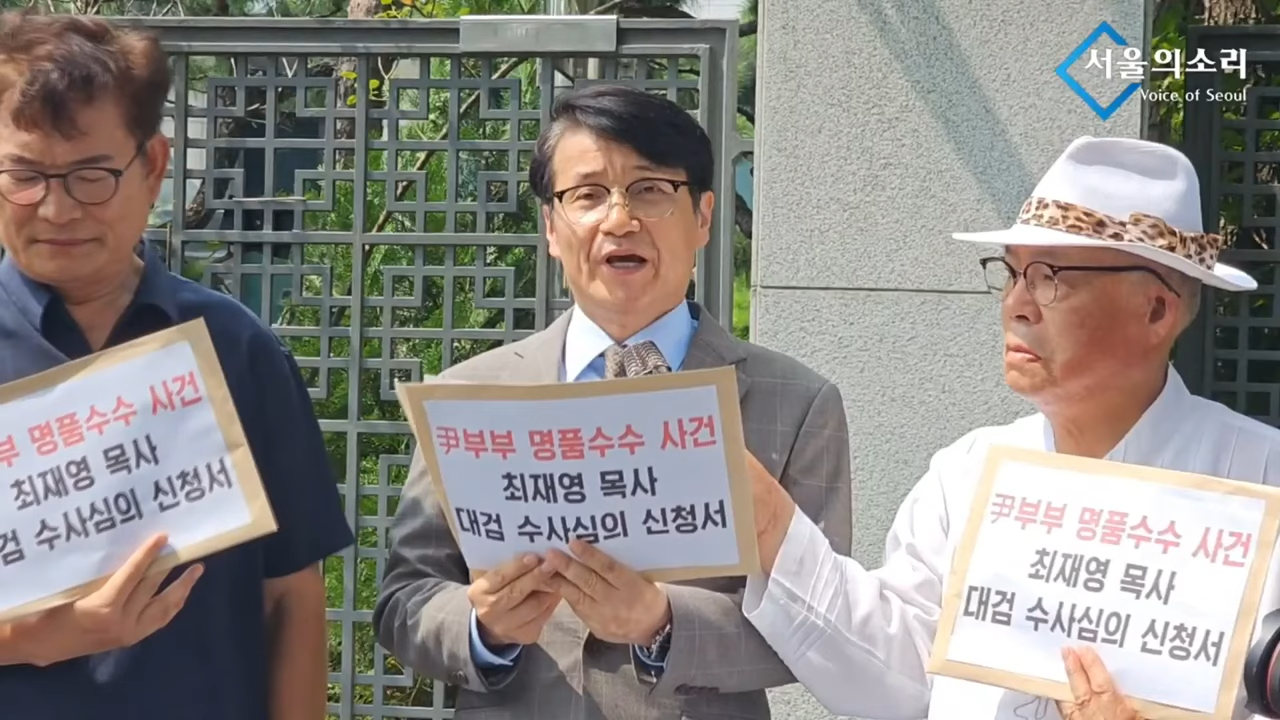 서울의소리
Voice of Seoul
부 명품수수 사건
최재영 목사
검 수사심의 신청서
尹부부 명품수수 사건
최재영 목사
대검 수사심의 신청서
尹부부 명품수수 사건
최재영 목사
대검 수사심의 신청서